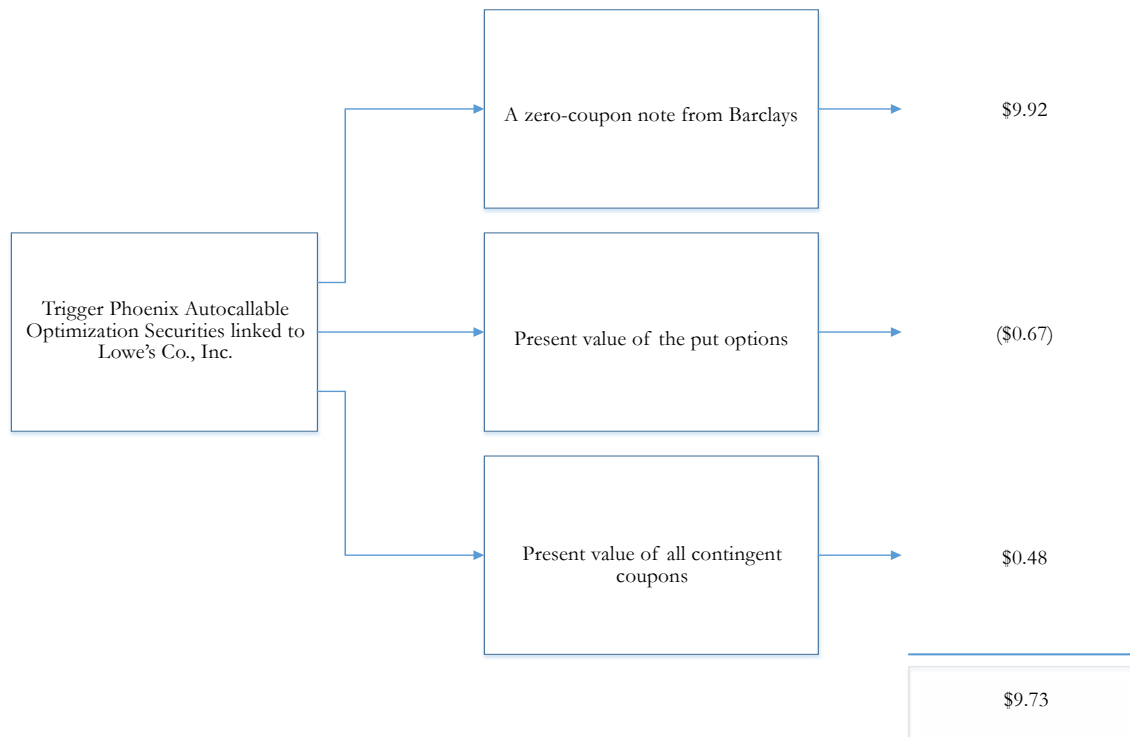 A zero-coupon note from Barclays
$9.92
Trigger Phoenix Autocallable
Optimization Securities linked to
Lowe’s Co., Inc.
Present value of the put options
($0.67)
Present value of all contingent
coupons
$0.48
$9.73